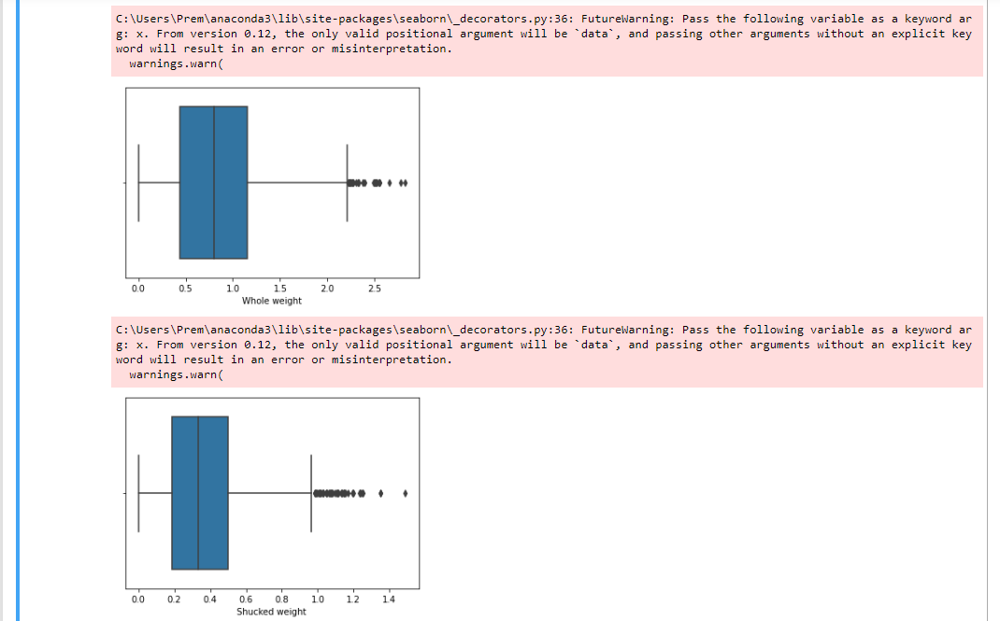 C:\Users\Prem\anaconda3\lib\site-packages\seaborn\_decorators.py:36: FutureWarning: Pass the following variable as a keyword ar
g: x. From version 0.12, the only valid positional argument will be `data`, and passing other arguments without an explicit key
word will result in an error or misinterpretation.
  warnings.warn(
0.0 0.5 1.0 1.5 2.0 2.5
Whole weight
C:\Users\Prem\anaconda3\lib\site-packages\seaborn\_decorators.py:36: FutureWarning: Pass the following variable as a keyword ar
g: x. From version 0.12, the only valid positional argument will be `data`, and passing other arguments without an explicit key
word will result in an error or misinterpretation.
  warnings.warn(
0.0 0.2 0.4 0.6 0.8 1.0 1.2 1.4
Shucked weight